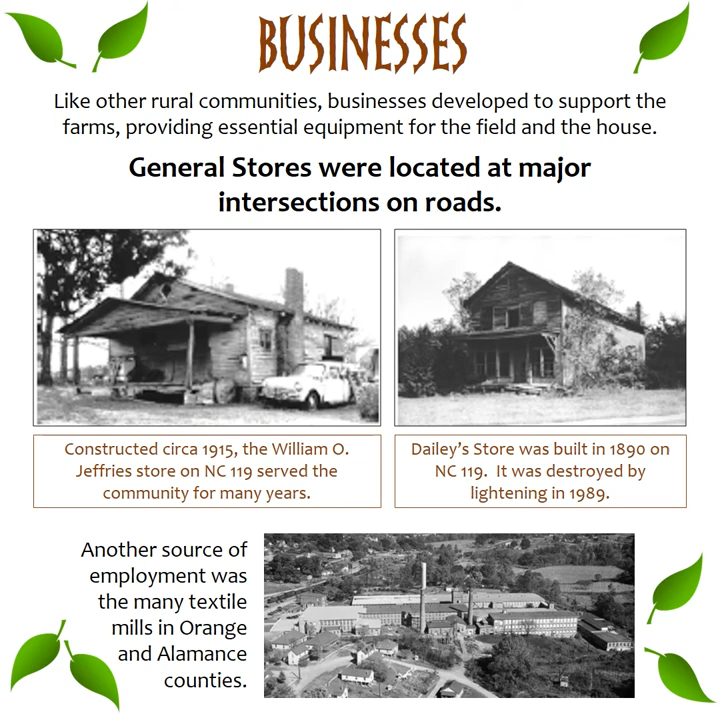 BUSINESSES
Like other rural communities, businesses developed to support the
farms, providing essential equipment for the field and the house.
General Stores were located at major
intersections on roads.
Constructed circa 1915, the William O.
Jeffries store on NC 119 served the
community for many years.
Dailey's Store was built in 1890 on
NC 119.  It was destroyed by
lightening in 1989.
Another source of
employment was
the many textile
mills in Orange
and Alamance
counties.